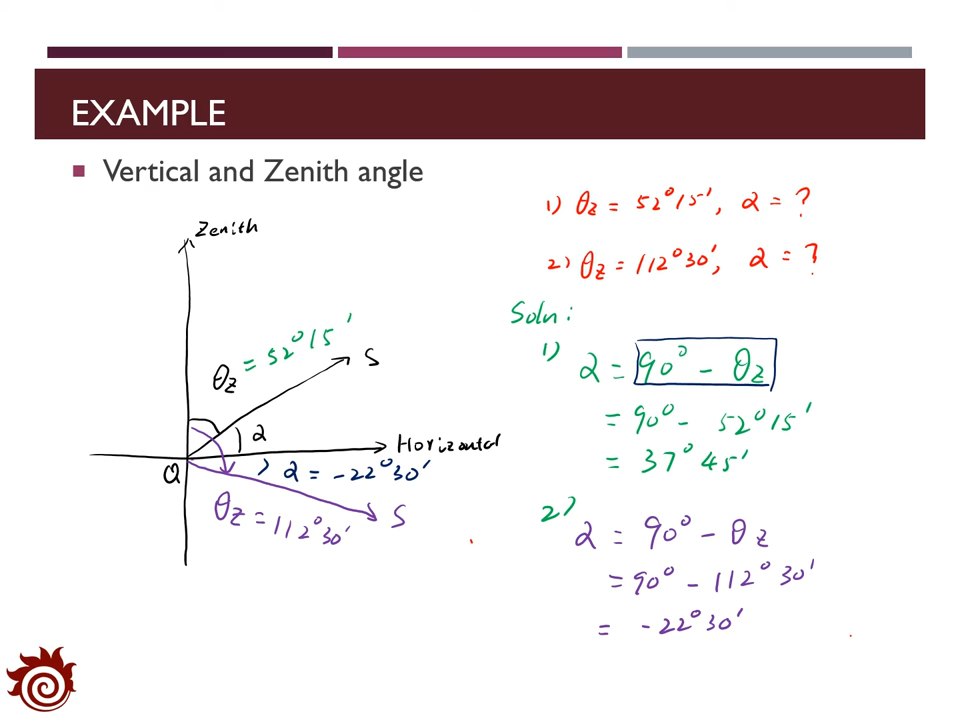 EXAMPLE
Vertical and Zenith angle
1) θz = 52°15', α = ?
2) θz = 112°30', α = ?
Zenith
θz = 52°15'
S
α
Horizontal
Q
α = -22°30'
θz = 112°30'
S
Soln:
1)
α = 90° - θz
= 90° - 52°15'
= 37°45'
2)
α = 90° - θz
= 90° - 112°30'
= -22°30'